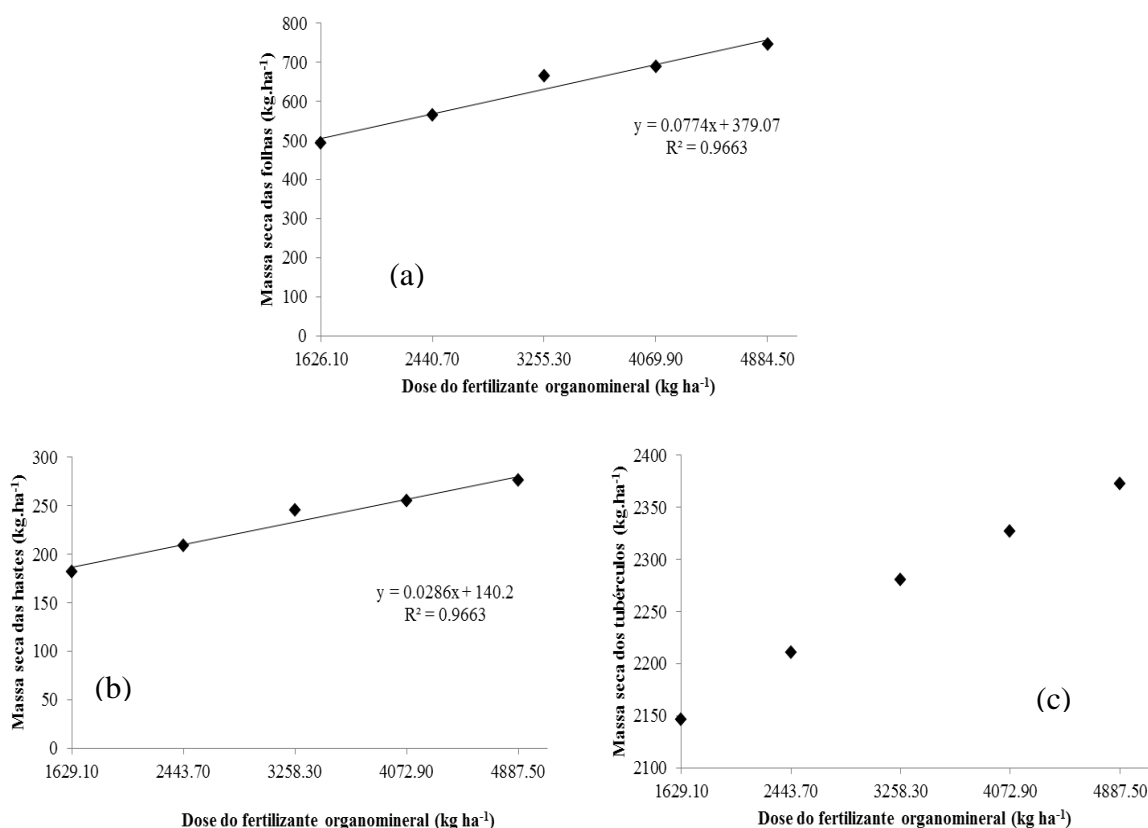 Massa seca das folhas (kg.ha⁻¹)
800
700
600
500
400
300
200
100
0
y = 0.0774x + 379.07
R² = 0.9663
(a)
1626.10 2440.70 3255.30 4069.90 4884.50
Dose do fertilizante organomineral (kg ha⁻¹)
Massa seca das hastes (kg.ha⁻¹)
300
250
200
150
100
50
0
y = 0.0286x + 140.2
R² = 0.9663
(b)
1629.10 2443.70 3258.30 4072.90 4887.50
Dose do fertilizante organomineral (kg ha⁻¹)
Massa seca dos tubérculos (kg.ha⁻¹)
2400
2350
2300
2250
2200
2150
2100
(c)
1629.10 2443.70 3258.30 4072.90 4887.50
Dose do fertilizante organomineral (kg ha⁻¹)